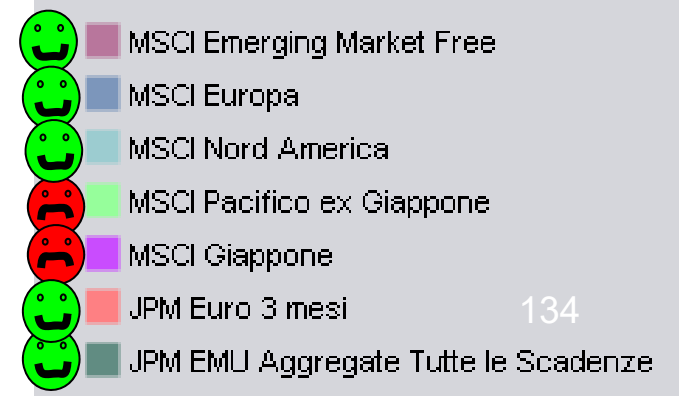 MSCI Emerging Market Free
MSCI Europa
MSCI Nord America
MSCI Pacifico ex Giappone
MSCI Giappone
JPM Euro 3 mesi
134
JPM EMU Aggregate Tutte le Scadenze